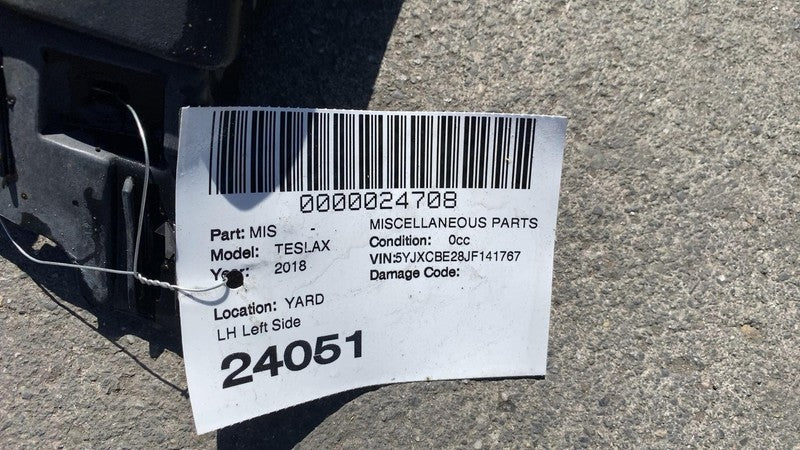 0000024708
Part: MIS - MISCELLANEOUS PARTS
Model: TESLAX Condition: 0cc
Year: 2018 VIN:5YJXCBE28JF141767
Damage Code:
Location: YARD
LH Left Side
24051